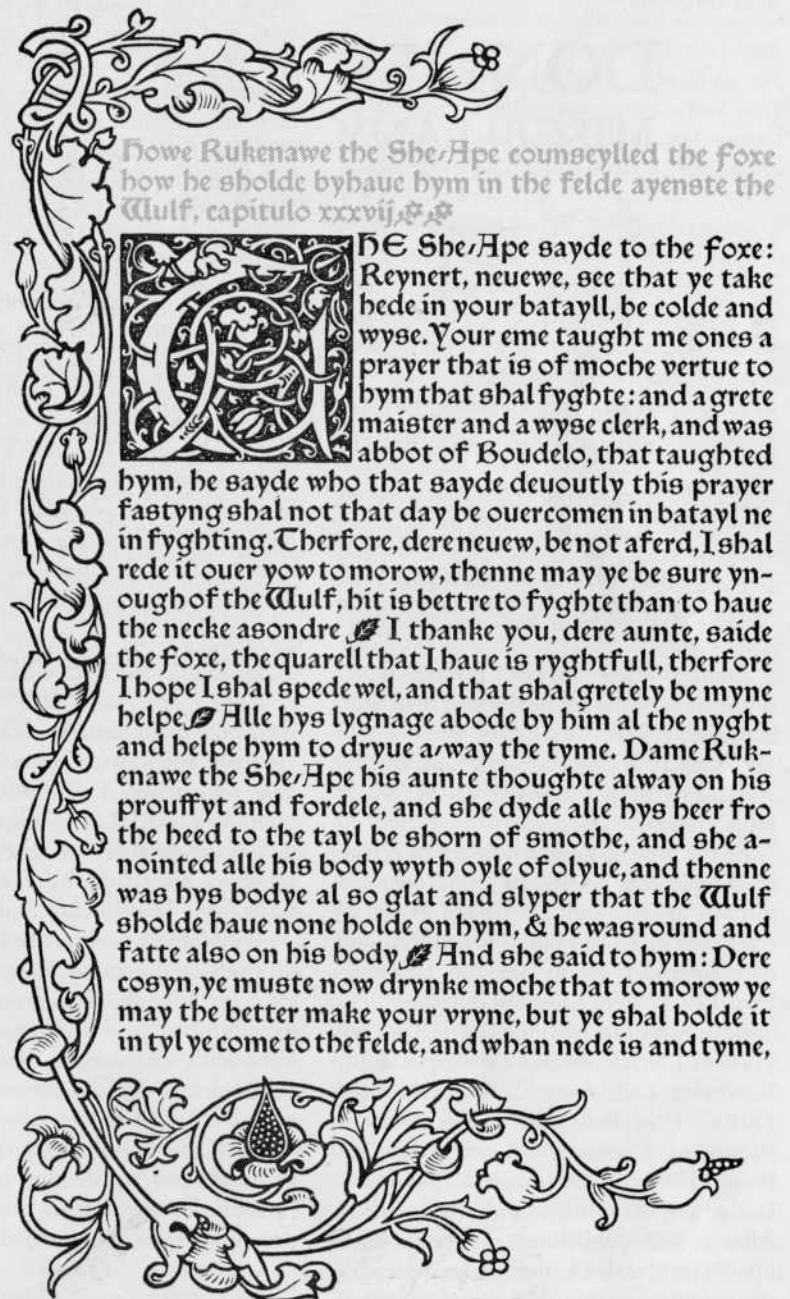 Howe Rukenawe the She-Ape counseylled the foxe
how he sholde byhaue hym in the felde ayenste the
Wulf, capitulo xxxvij.
THE She-Ape sayde to the foxe:
Reynert, neuewe, see that ye take
hede in your batayll, be colde and
wyse. Your eme taught me ones a
prayer that is of moche vertue to
hym that shal fyghte: and a grete
maister and a wyse clerk, and was
abbot of Boudelo, that taughted
hym, he sayde who that sayde deuoutly this prayer
fastyng shal not that day be ouercomen in batayl ne
in fyghting. Therfore, dere neuew, be not aferd, I shal
rede it ouer yow to morow, thenne may ye be sure yn-
ough of the Wulf, hit is bettre to fyghte than to haue
the necke asondre I thanke you, dere aunte, saide
the foxe, the quarell that I haue is ryghtfull, therfore
I hope I shal spede wel, and that shal gretely be myne
helpe Alle hys lygnage abode by him al the nyght
and helpe hym to dryue a-way the tyme. Dame Ruk-
enawe the She-Ape his aunte thoughte alway on his
prouffyt and fordele, and she dyde alle hys heer fro
the heed to the tayl be shorn of smothe, and she a-
nointed alle his body wyth oyle of olyue, and thenne
was hys bodye al so glat and slyper that the Wulf
sholde haue none holde on hym, & he was round and
fatte also on his body And she said to hym: Dere
cosyn, ye muste now drynke moche that to morow ye
may the better make your vryne, but ye shal holde it
in tyl ye come to the felde, and whan nede is and tyme,